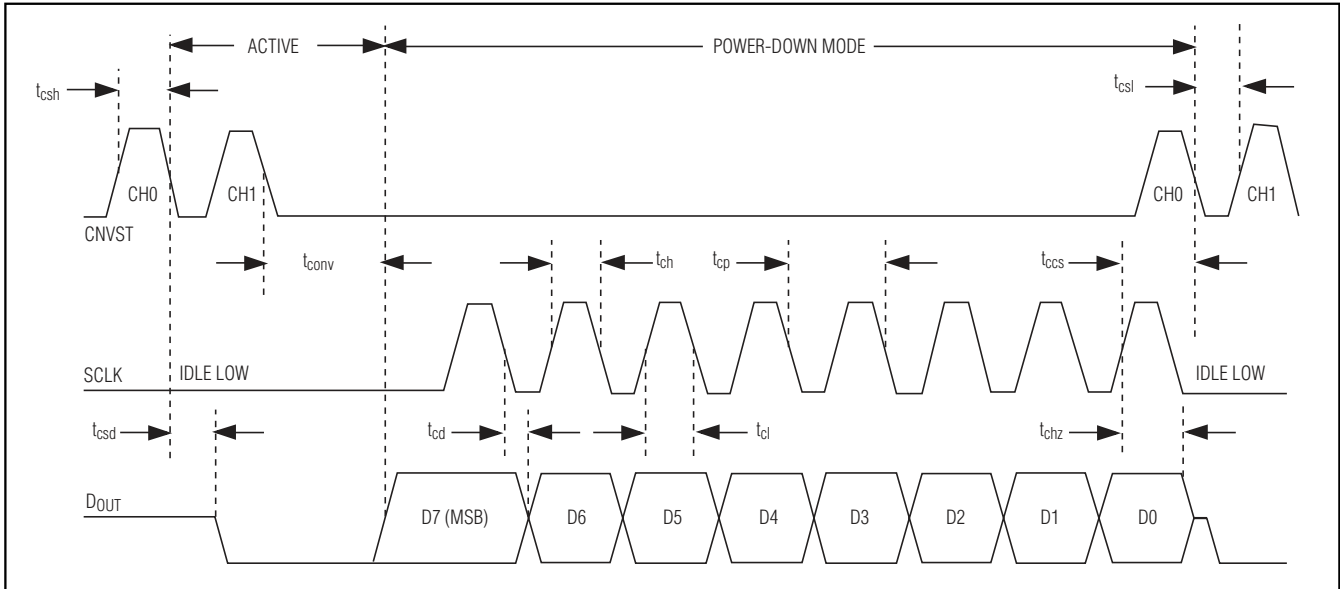 ACTIVE
POWER-DOWN MODE
tcsh
tcsl
CH0
CH1
CH0
CH1
CNVST
tconv
tch
tcp
tccs
SCLK
IDLE LOW
IDLE LOW
tcsd
tcd
tcl
tchz
DOUT
D7 (MSB)
D6
D5
D4
D3
D2
D1
D0